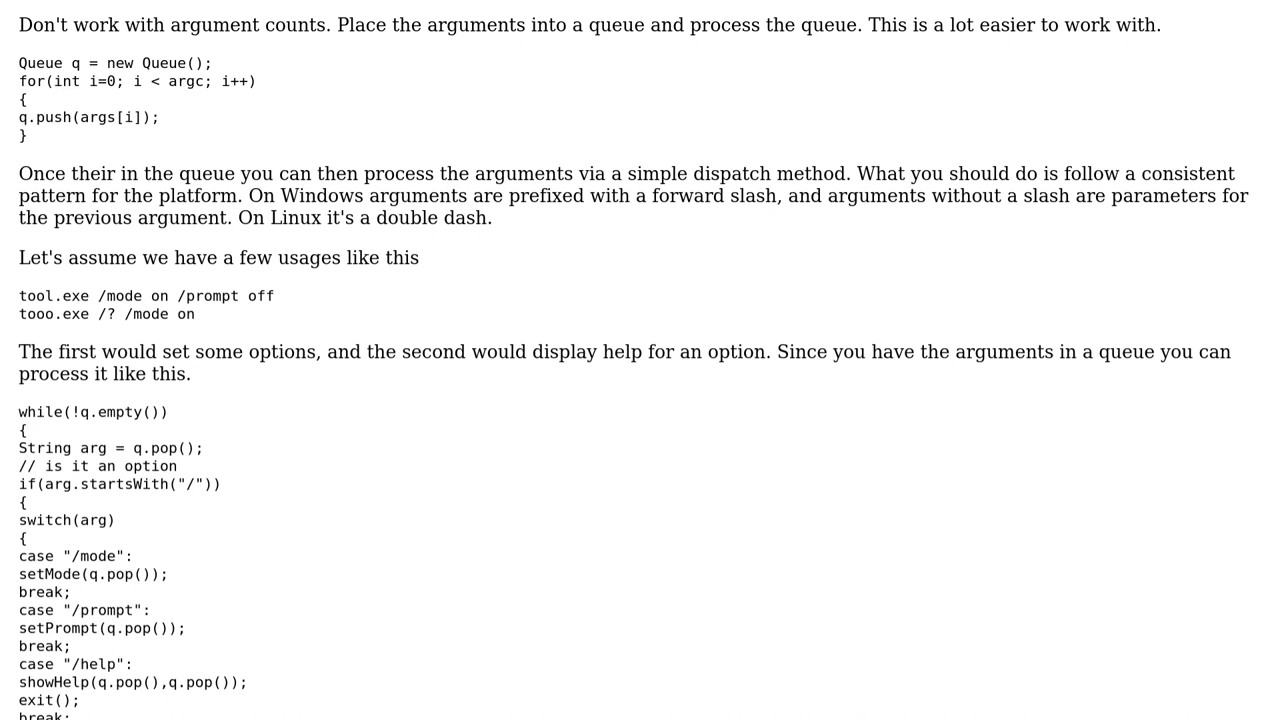 Don't work with argument counts. Place the arguments into a queue and process the queue. This is a lot easier to work with.
Queue q = new Queue();
for(int i=0; i < argc; i++)
{
q.push(args[i]);
}
Once their in the queue you can then process the arguments via a simple dispatch method. What you should do is follow a consistent
pattern for the platform. On Windows arguments are prefixed with a forward slash, and arguments without a slash are parameters for
the previous argument. On Linux it's a double dash.
Let's assume we have a few usages like this
tool.exe /mode on /prompt off
tooo.exe /? /mode on
The first would set some options, and the second would display help for an option. Since you have the arguments in a queue you can
process it like this.
while(!q.empty())
{
String arg = q.pop();
// is it an option
if(arg.startsWith("/"))
{
switch(arg)
{
case "/mode":
setMode(q.pop());
break;
case "/prompt":
setPrompt(q.pop());
break;
case "/help":
showHelp(q.pop(),q.pop());
exit();
break;